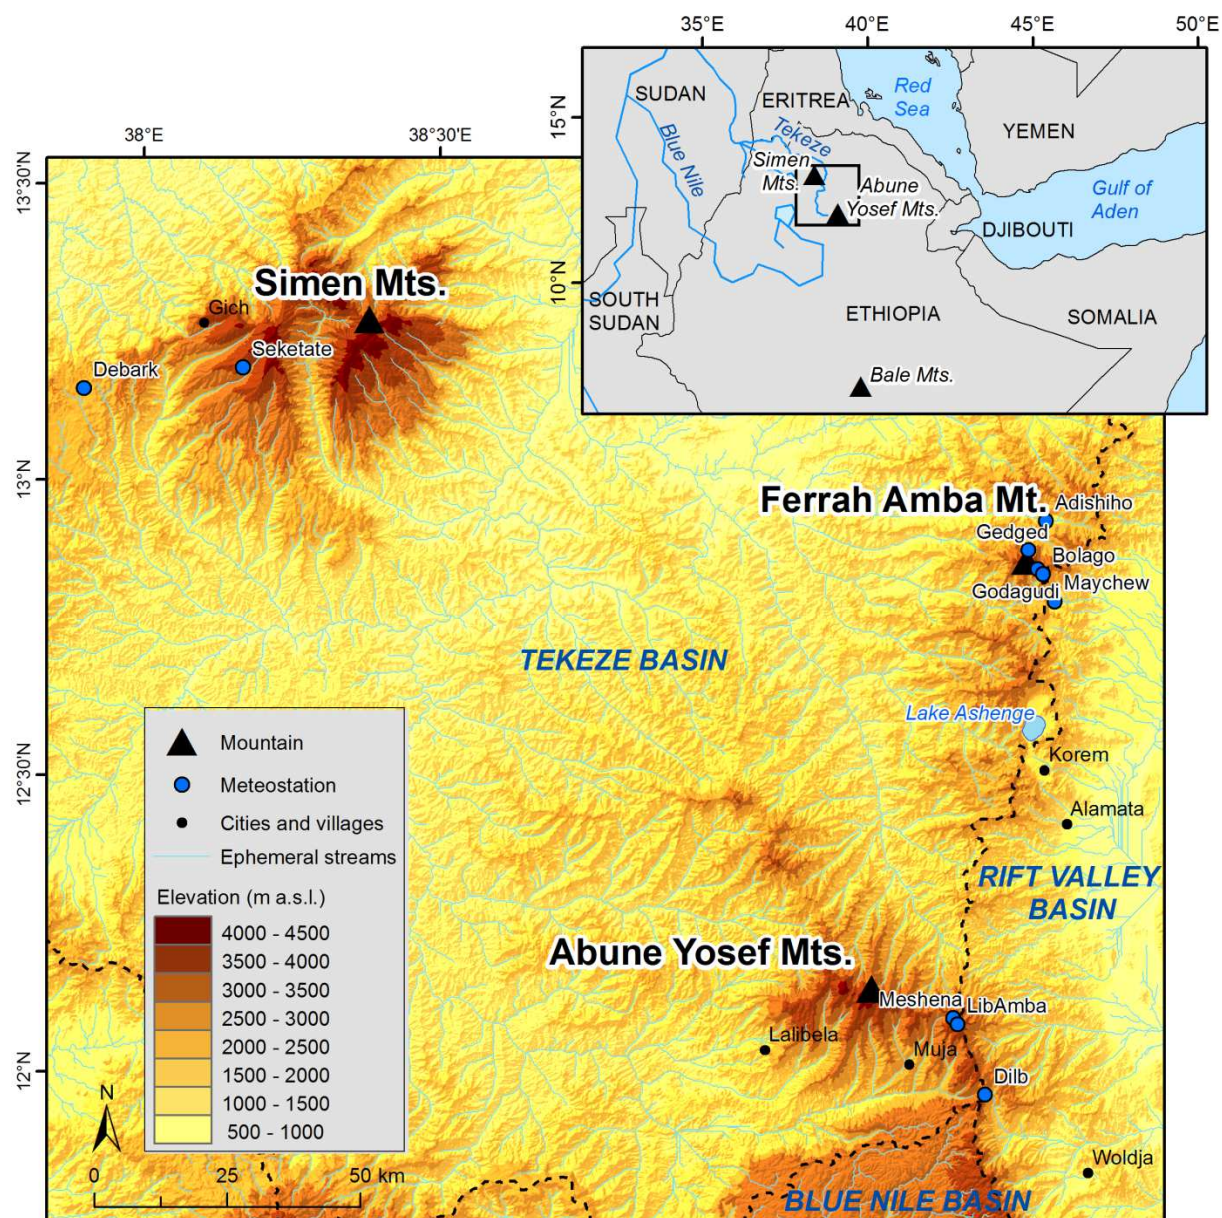 35°E
40°E
45°E
50°E
15°N
10°N
SUDAN
ERITREA
Red
Sea
YEMEN
Blue Nile
Tekeze
Simen
Mts.
Abune
Yosef Mts.
Gulf of
Aden
DJIBOUTI
SOUTH
SUDAN
ETHIOPIA
SOMALIA
Bale Mts.
38°E
38°30'E
13°30'N
13°N
12°30'N
12°N
Simen Mts.
Gich
Seketate
Debark
Ferrah Amba Mt.
Adishiho
Gedged
Bolago
Godagudi
Maychew
TEKEZE BASIN
Lake Ashenge
Korem
Alamata
RIFT VALLEY
BASIN
Abune Yosef Mts.
Meshena
LibAmba
Lalibela
Muja
Dilb
Woldja
BLUE NILE BASIN
Mountain
Meteostation
Cities and villages
Ephemeral streams
Elevation (m a.s.l.)
4000 - 4500
3500 - 4000
3000 - 3500
2500 - 3000
2000 - 2500
1500 - 2000
1000 - 1500
500 - 1000
N
0
25
50 km